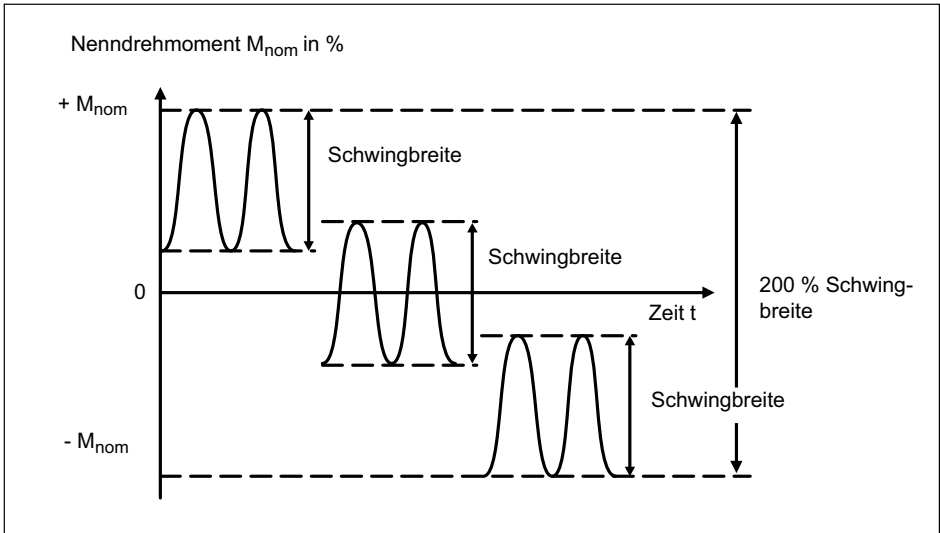 Nenndrehmoment Mnom in %
+ Mnom
Schwingbreite
Schwingbreite
0
200 % Schwing-
breite
Zeit t
Schwingbreite
- Mnom